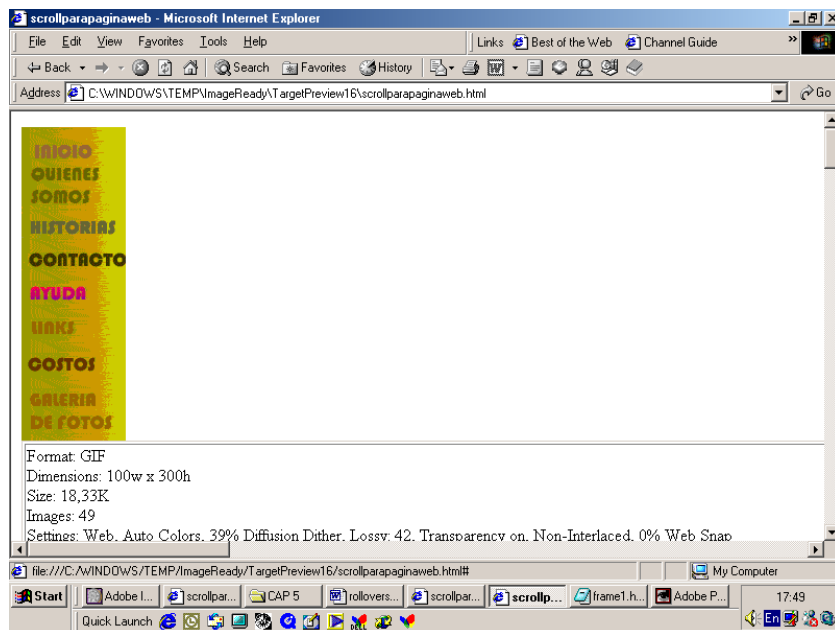 scrollparapaginaweb - Microsoft Internet Explorer
File Edit View Favorites Tools Help Links Best of the Web Channel Guide »
Back Search Favorites History
Address C:\WINDOWS\TEMP\ImageReady\TargetPreview16\scrollparapaginaweb.html Go
INICIO
QUIENES
SOMOS
HISTORIAS
CONTACTO
AYUDA
LINKS
COSTOS
GALERIA
DE FOTOS
Format: GIF
Dimensions: 100w x 300h
Size: 18,33K
Images: 49
Settings: Web, Auto Colors, 39% Diffusion Dither, Lossy: 42, Transparency on, Non-Interlaced, 0% Web Snap
file:///C:/WINDOWS/TEMP/ImageReady/TargetPreview16/scrollparapaginaweb.html# My Computer
Start Adobe I... scrollpar... CAP 5 rollovers... scrollpar... scrollp... frame1.h... Adobe P... 17:49
Quick Launch En